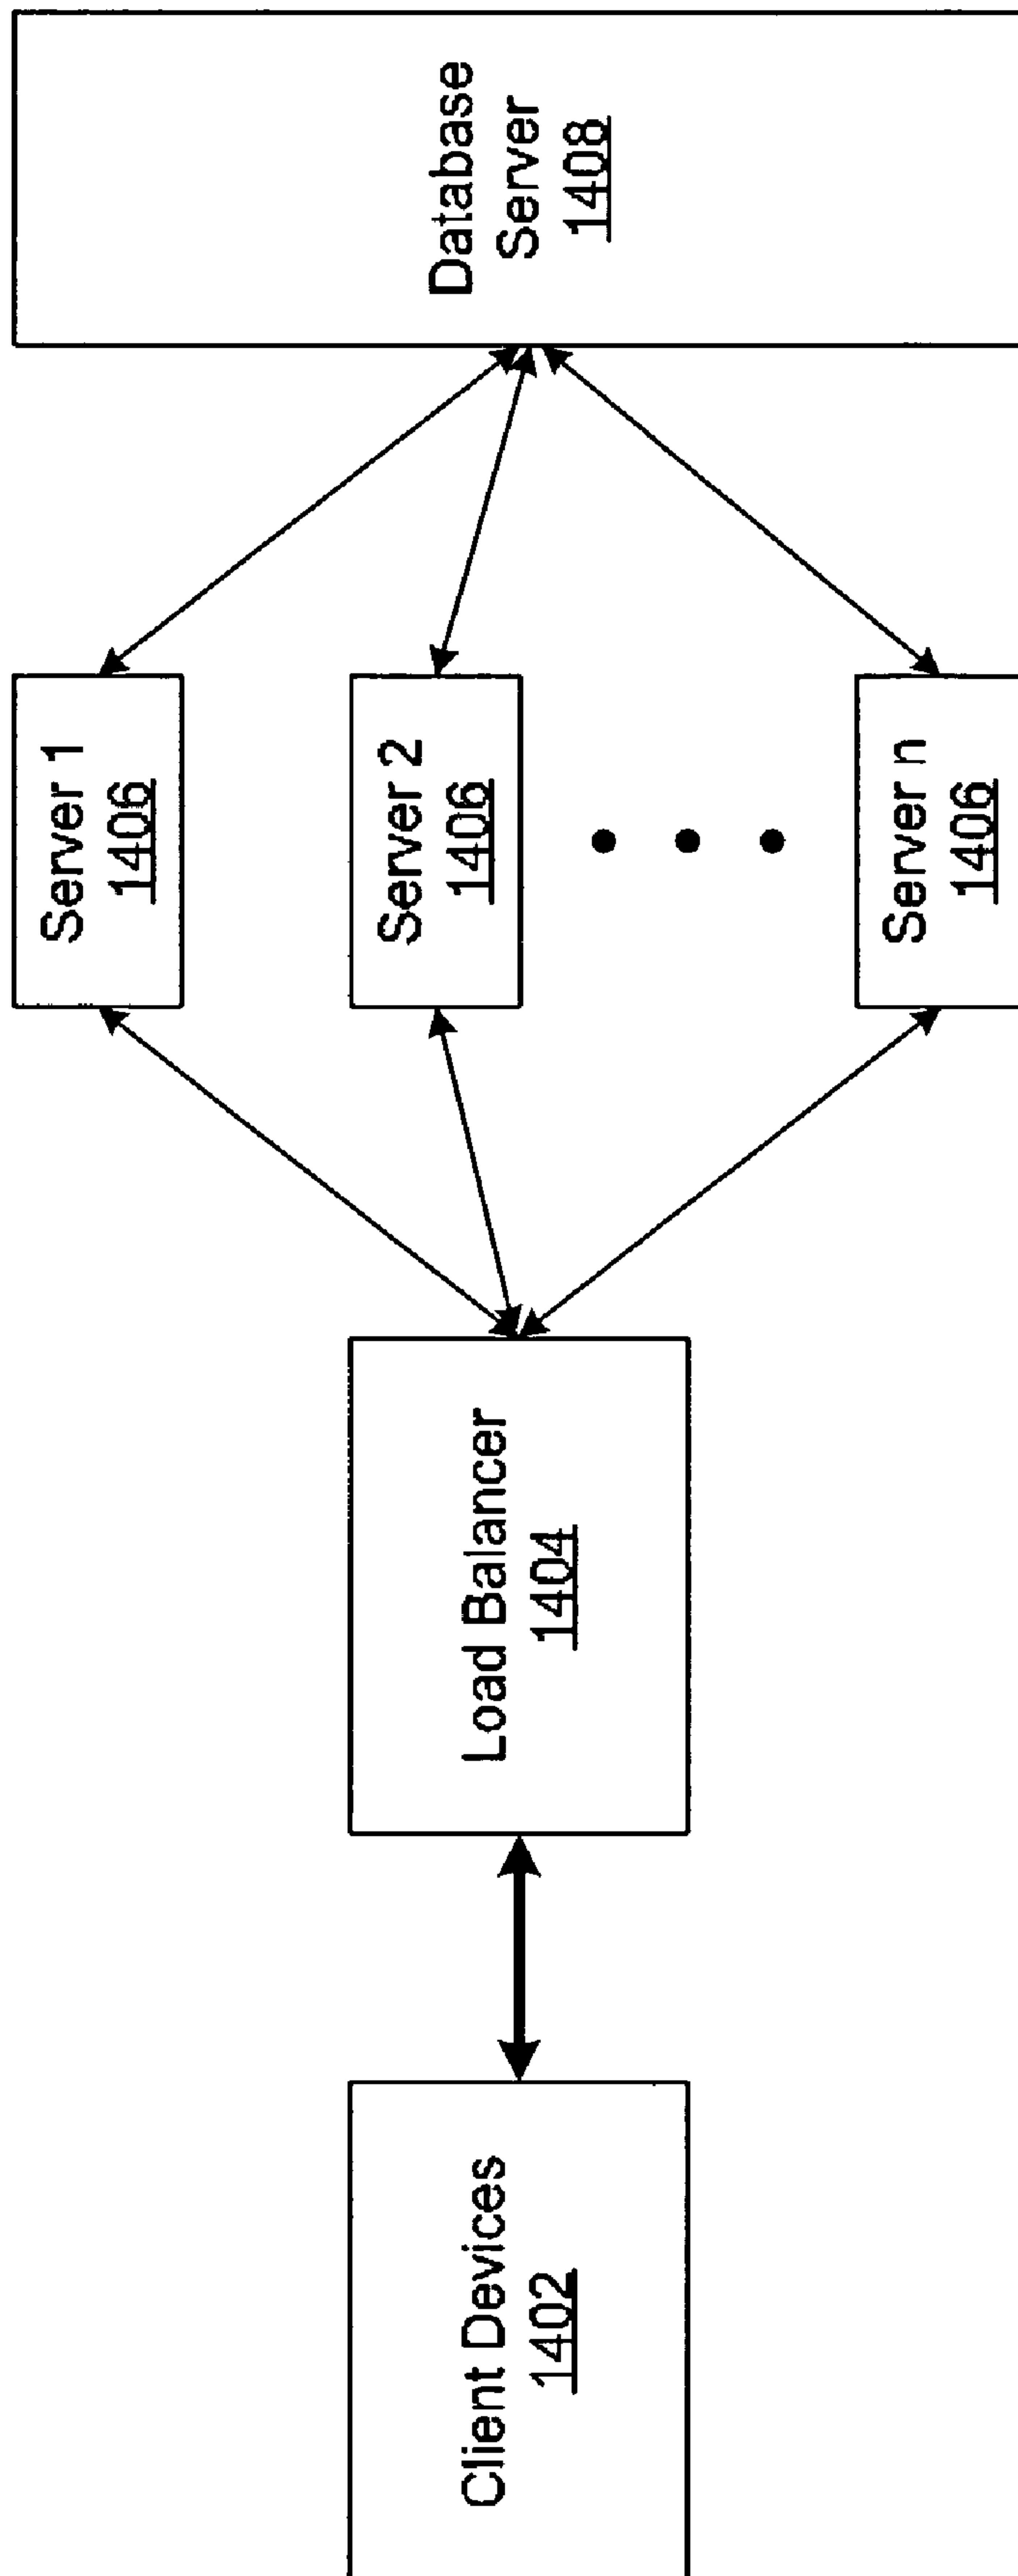 Client Devices
1402
Load Balancer
1404
Server 1
1406
Server 2
1406
Server n
1406
Database
Server
1408